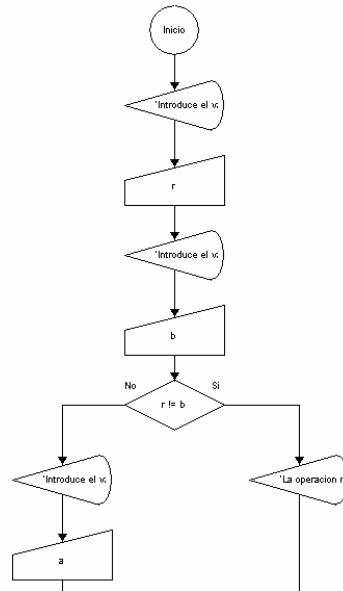 Inicio
'Introduce el v
r
'Introduce el v
b
No
Si
r != b
'Introduce el v
'La operacion
a